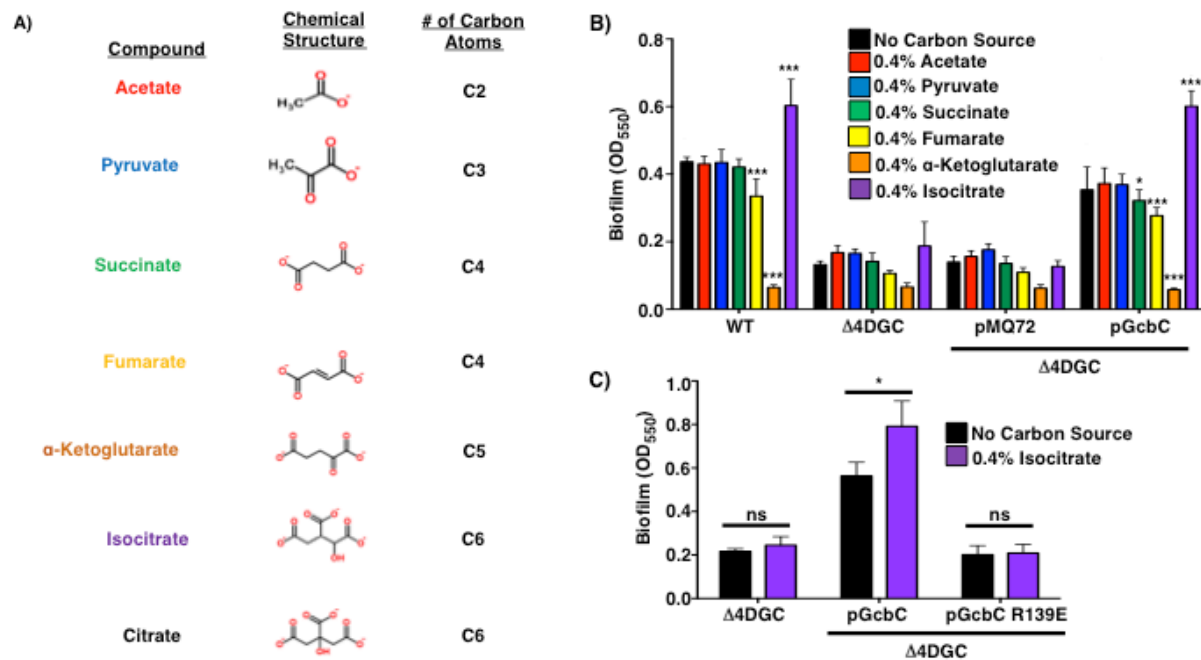 A)
Compound
Chemical
Structure
# of Carbon
Atoms
Acetate
H₃C
O
O⁻
C2
Pyruvate
H₃C
O
O
O⁻
C3
Succinate
O⁻
O
O
O⁻
C4
Fumarate
O⁻
O
O
O⁻
C4
α-Ketoglutarate
O
O⁻
O
O
O⁻
C5
Isocitrate
O
O⁻
O
O⁻
O
O⁻
OH
C6
Citrate
O
O⁻
O
O⁻
O
O⁻
OH
C6
B)
Biofilm (OD₅₅₀)
0.8
0.6
0.4
0.2
0.0
No Carbon Source
0.4% Acetate
0.4% Pyruvate
0.4% Succinate
0.4% Fumarate
0.4% α-Ketoglutarate
0.4% Isocitrate
***
***
***
*
***
***
***
WT
Δ4DGC
pMQ72
pGcbC
Δ4DGC
C)
Biofilm (OD₅₅₀)
1.0
0.8
0.6
0.4
0.2
0.0
No Carbon Source
0.4% Isocitrate
ns
*
ns
Δ4DGC
pGcbC
pGcbC R139E
Δ4DGC